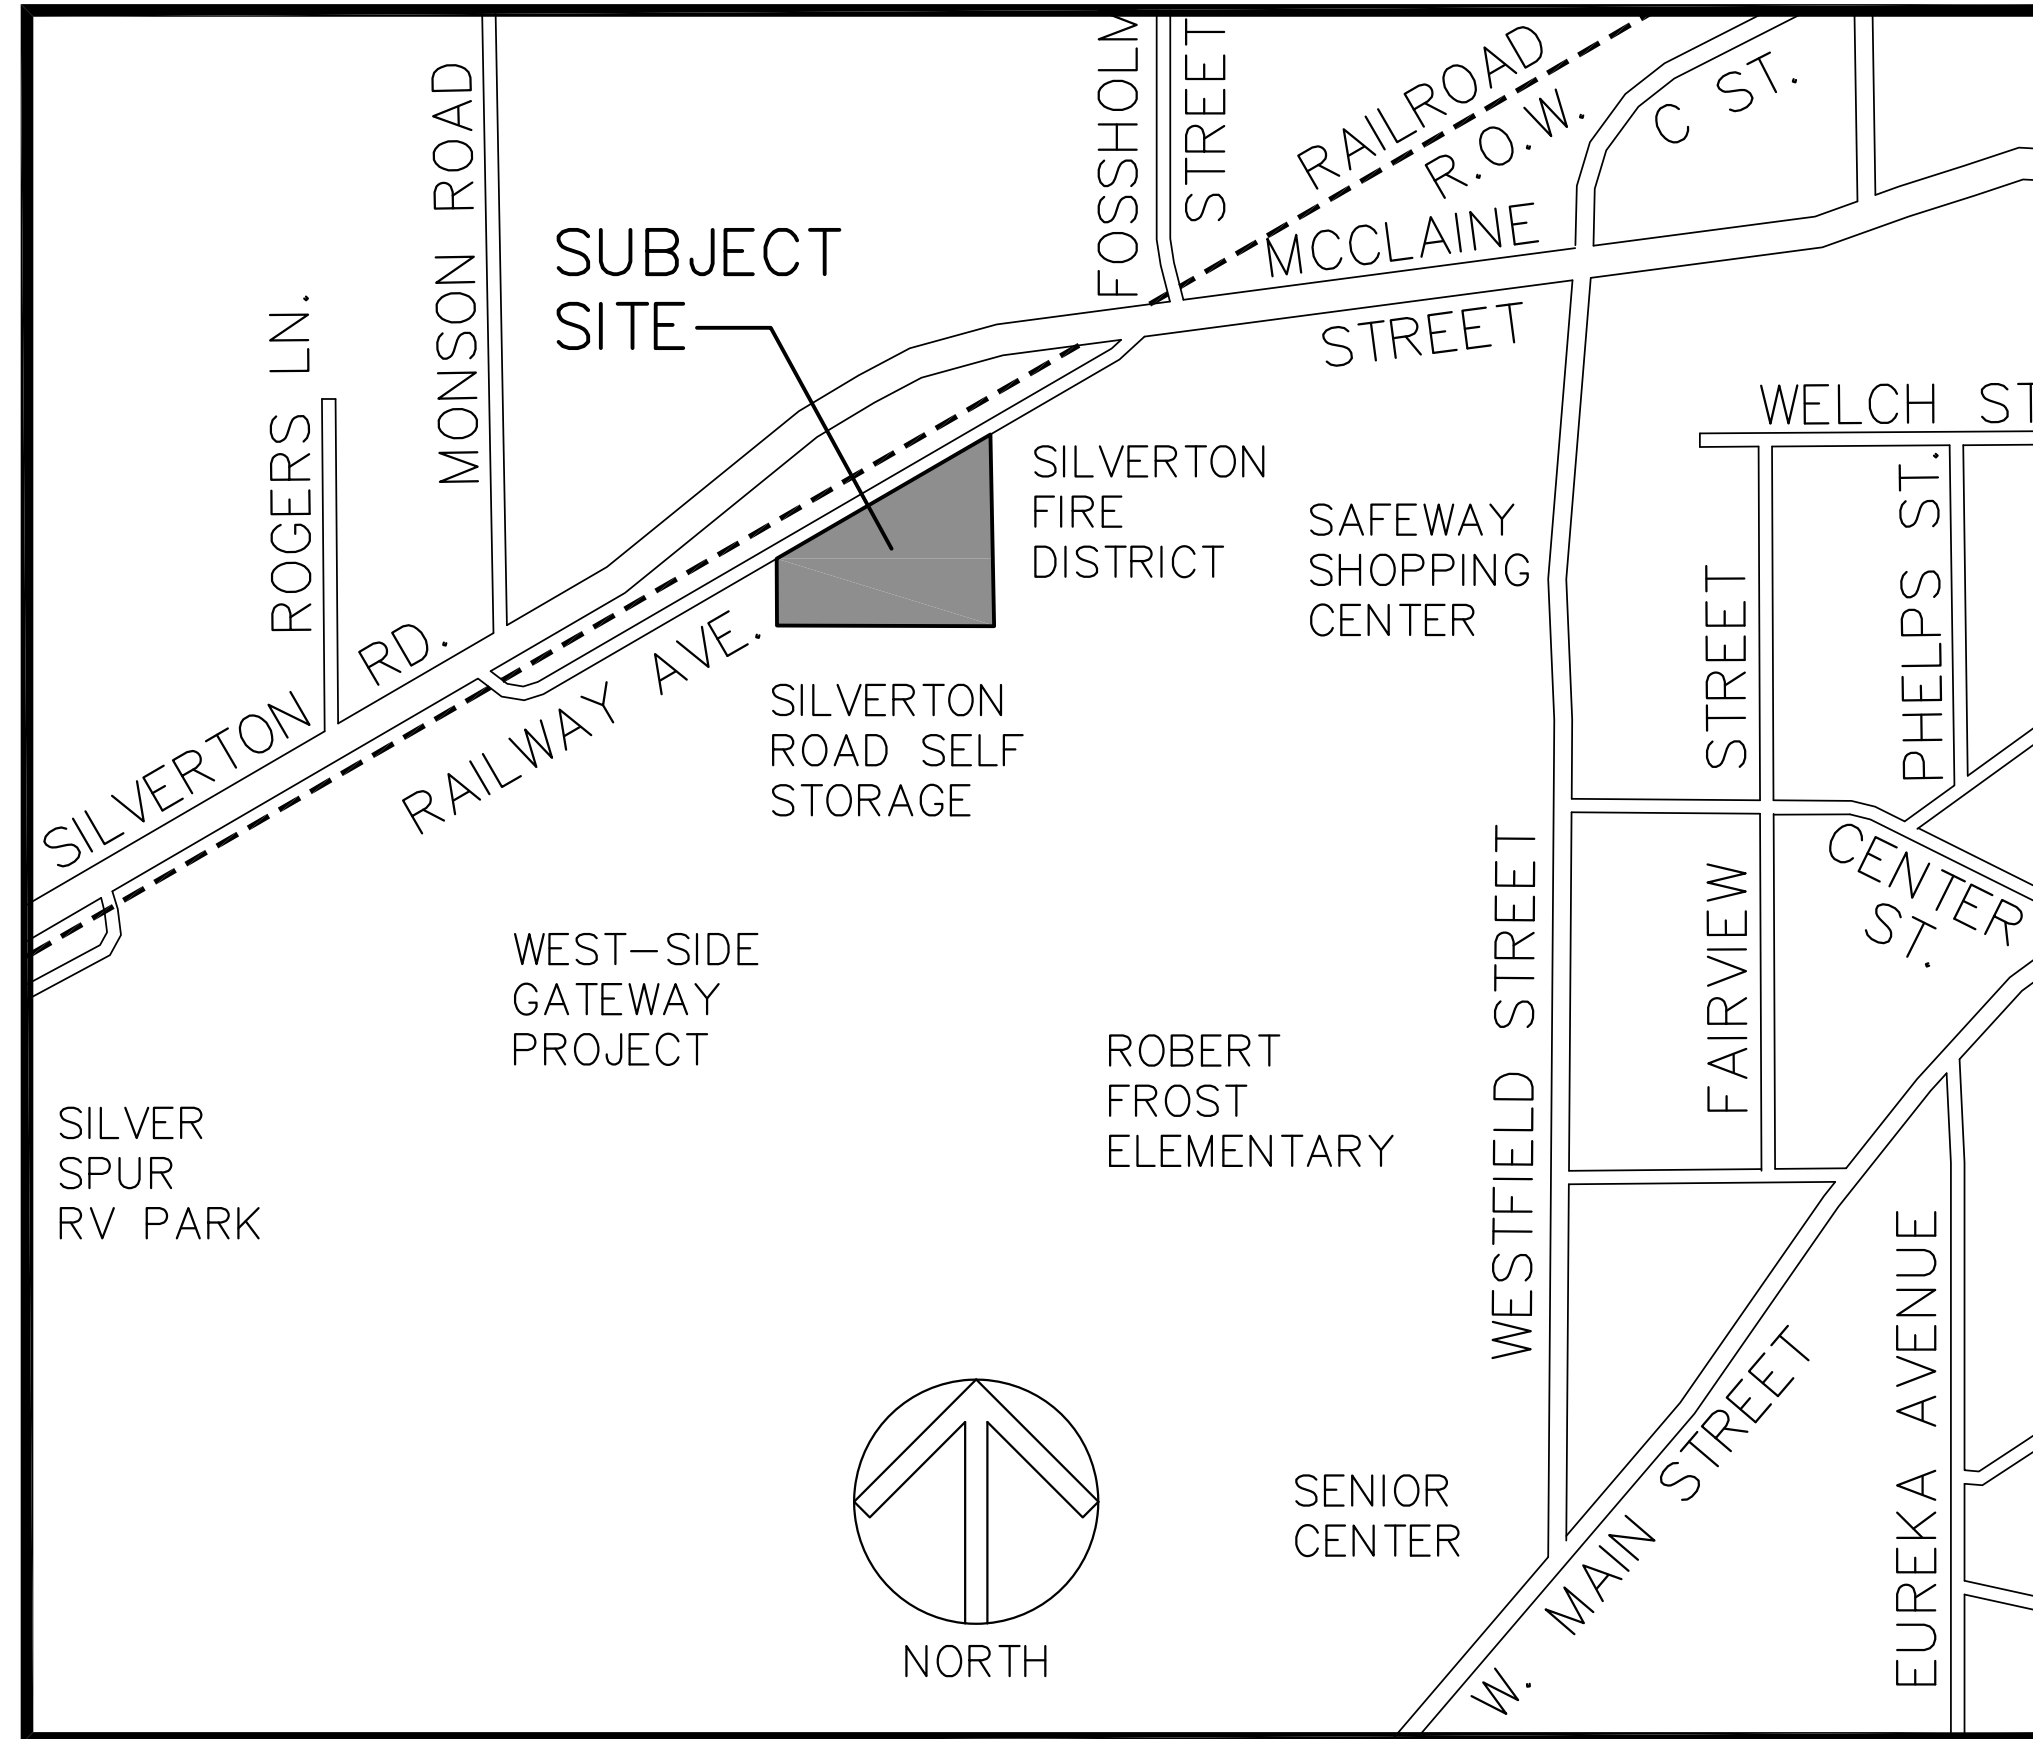 FOSSHOLM
STREET
RAILROAD
R.O.W.
C ST.
MONSON ROAD
SUBJECT
SITE
MCCLAINE
STREET
ROGERS LN.
WELCH ST
SILVERTON
FIRE
DISTRICT
SAFEWAY
SHOPPING
CENTER
PHELPS ST.
SILVERTON RD.
RAILWAY AVE.
SILVERTON
ROAD SELF
STORAGE
FAIRVIEW STREET
CENTER
ST.
WESTFIELD STREET
WEST-SIDE
GATEWAY
PROJECT
ROBERT
FROST
ELEMENTARY
SILVER
SPUR
RV PARK
EUREKA AVENUE
W. MAIN STREET
SENIOR
CENTER
NORTH